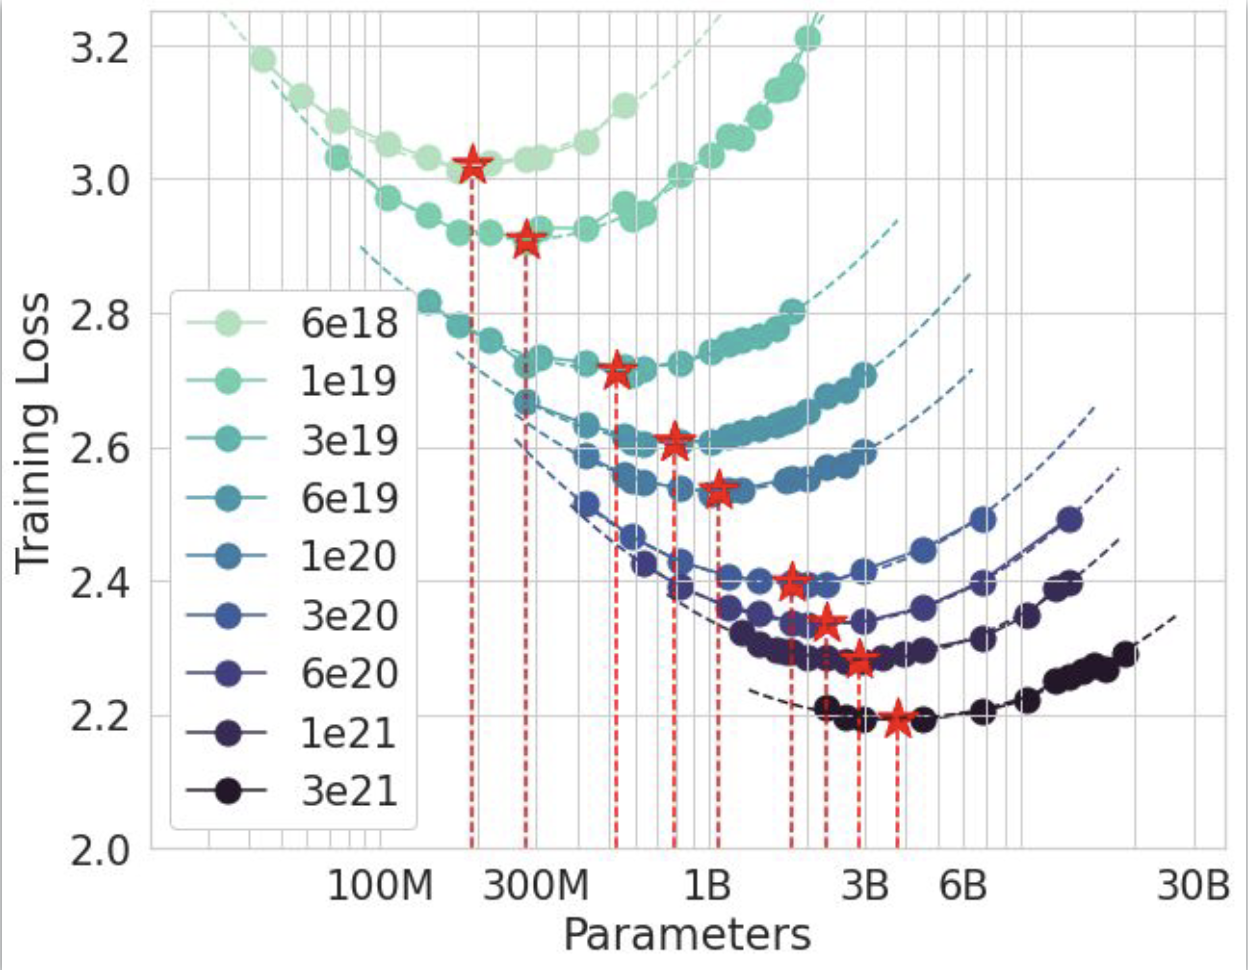 3.2
3.0
2.8
2.6
2.4
2.2
2.0
Training Loss
6e18
1e19
3e19
6e19
1e20
3e20
6e20
1e21
3e21
100M 300M 1B 3B 6B 30B
Parameters